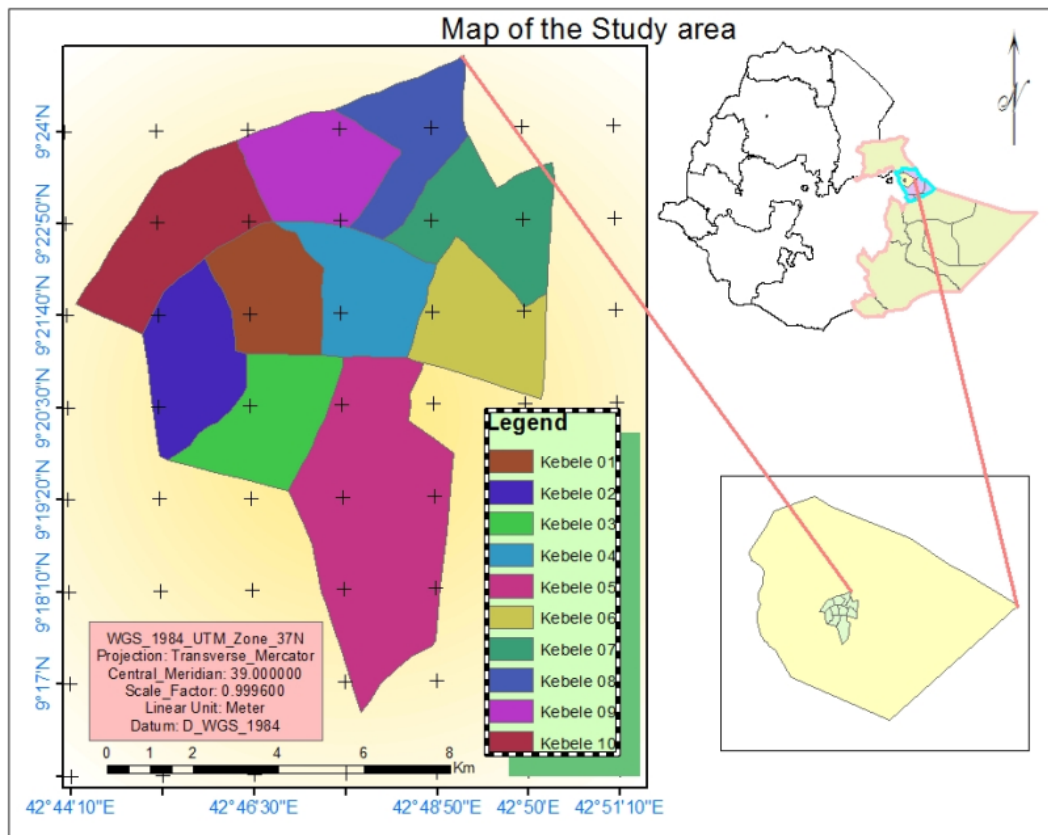 Map of the Study area
N
9°24'N
9°22'50"N
9°21'40"N
9°20'30"N
9°19'20"N
9°18'10"N
9°17'N
Legend
Kebele 01
Kebele 02
Kebele 03
Kebele 04
Kebele 05
Kebele 06
Kebele 07
Kebele 08
Kebele 09
Kebele 10
WGS_1984_UTM_Zone_37N
Projection: Transverse_Mercator
Central_Meridian: 39.000000
Scale_Factor: 0.999600
Linear Unit: Meter
Datum: D_WGS_1984
0 1 2 4 6 8
Km
42°44'10"E 42°46'30"E 42°48'50"E 42°50'E 42°51'10"E